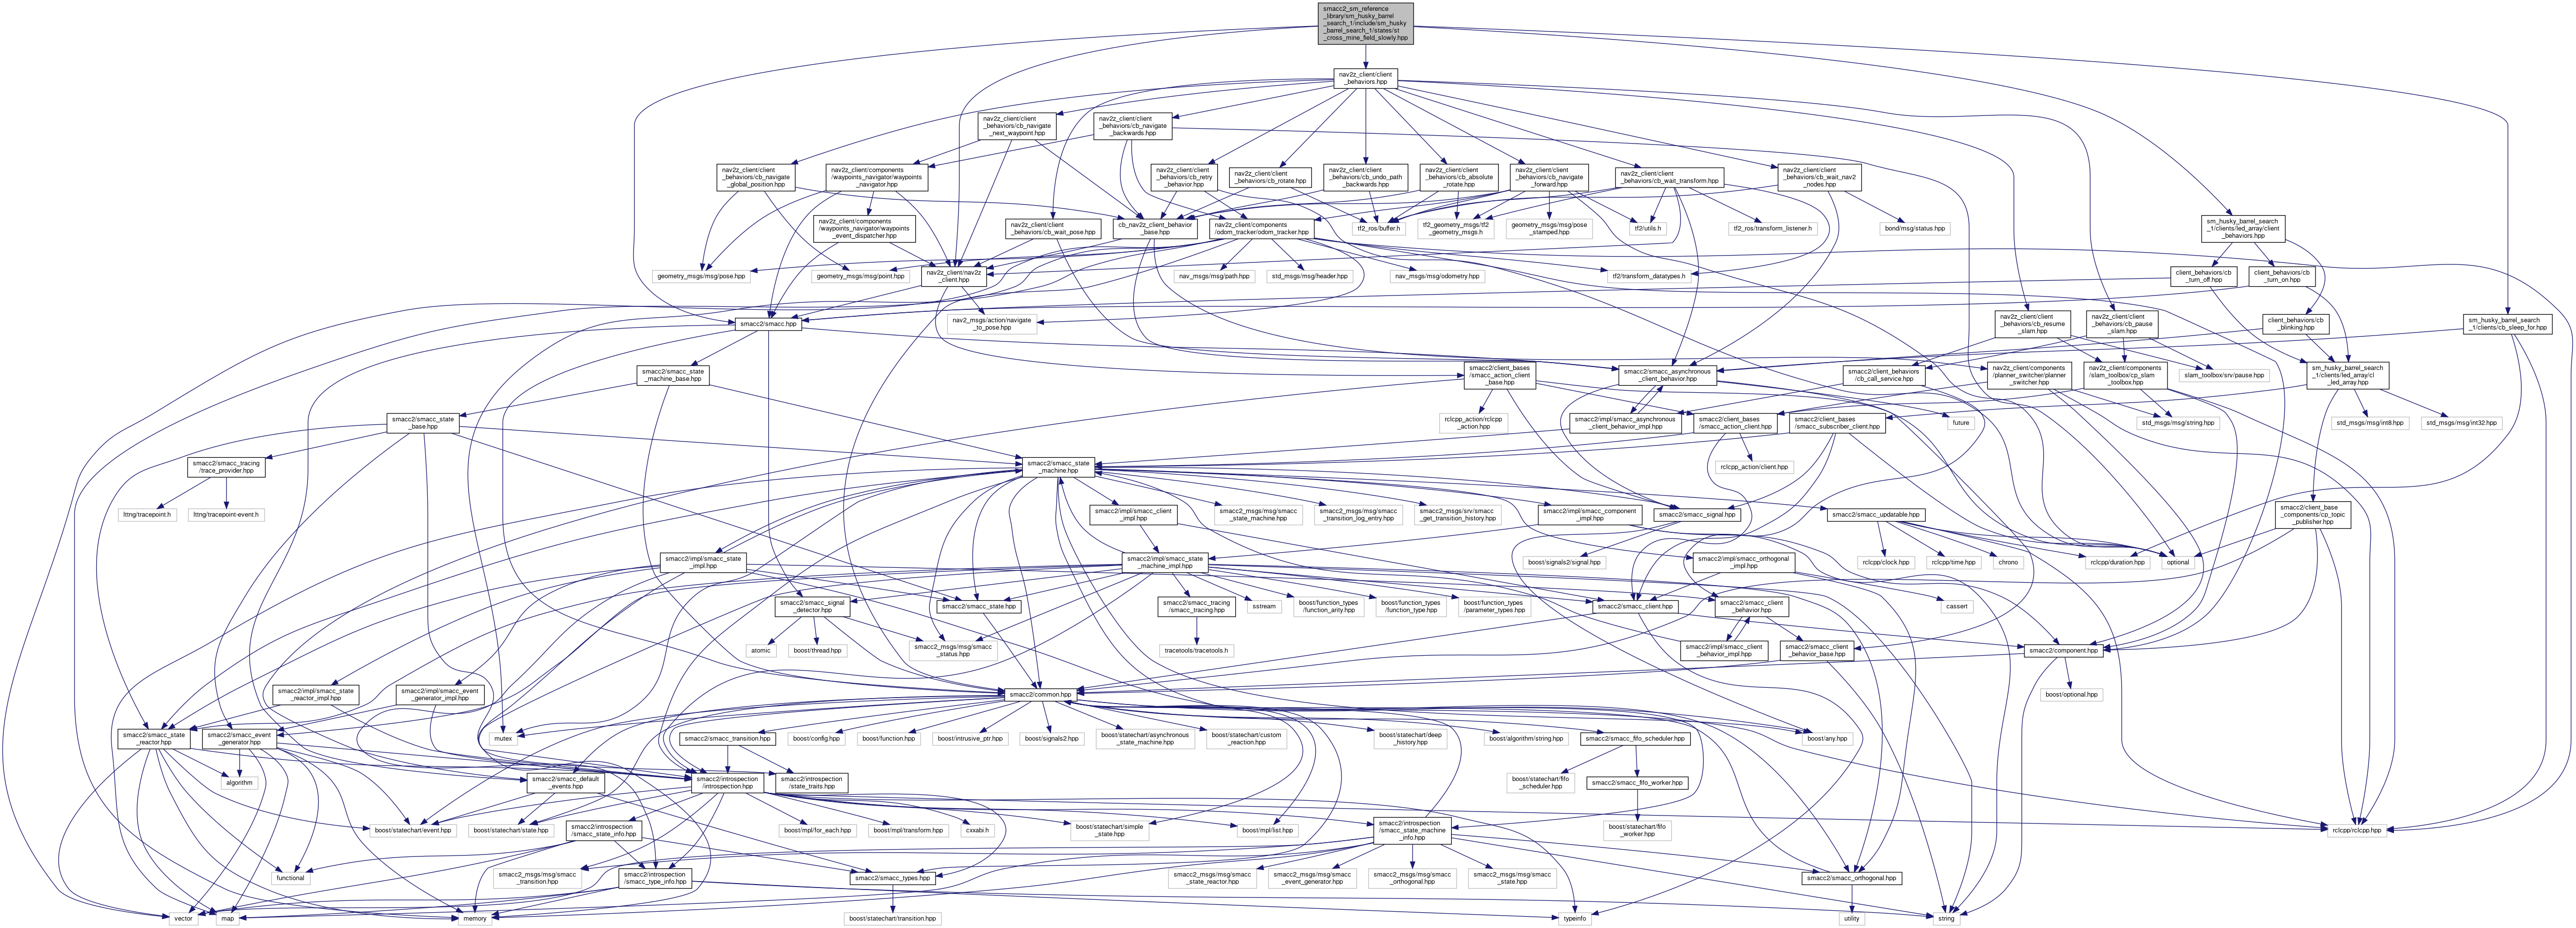 smacc2_sm_reference
_library/sm_husky_barrel
_search_1/include/sm_husky
_barrel_search_1/states/st
_cross_mine_field_slowly.hpp
nav2z_client/client
_behaviors.hpp
nav2z_client/client
_behaviors/cb_navigate
_next_waypoint.hpp
nav2z_client/client
_behaviors/cb_navigate
_backwards.hpp
nav2z_client/client
_behaviors/cb_navigate
_global_position.hpp
nav2z_client/components
/waypoints_navigator/waypoints
_navigator.hpp
nav2z_client/client
_behaviors/cb_retry
_behavior.hpp
nav2z_client/client
_behaviors/cb_rotate.hpp
nav2z_client/client
_behaviors/cb_undo_path
_backwards.hpp
nav2z_client/client
_behaviors/cb_absolute
_rotate.hpp
nav2z_client/client
_behaviors/cb_navigate
_forward.hpp
nav2z_client/client
_behaviors/cb_wait_transform.hpp
nav2z_client/client
_behaviors/cb_wait_nav2
_nodes.hpp
nav2z_client/components
/waypoints_navigator/waypoints
_event_dispatcher.hpp
nav2z_client/client
_behaviors/cb_wait_pose.hpp
cb_nav2z_client_behavior
_base.hpp
nav2z_client/components
/odom_tracker/odom_tracker.hpp
tf2_ros/buffer.h
tf2_geometry_msgs/tf2
_geometry_msgs.h
geometry_msgs/msg/pose
_stamped.hpp
tf2/utils.h
tf2_ros/transform_listener.h
bond/msg/status.hpp
sm_husky_barrel_search
_1/clients/led_array/client
_behaviors.hpp
geometry_msgs/msg/pose.hpp
geometry_msgs/msg/point.hpp
nav2z_client/nav2z
_client.hpp
nav_msgs/msg/path.hpp
std_msgs/msg/header.hpp
nav_msgs/msg/odometry.hpp
tf2/transform_datatypes.h
client_behaviors/cb
_turn_off.hpp
client_behaviors/cb
_turn_on.hpp
smacc2/smacc.hpp
nav2_msgs/action/navigate
_to_pose.hpp
nav2z_client/client
_behaviors/cb_resume
_slam.hpp
nav2z_client/client
_behaviors/cb_pause
_slam.hpp
client_behaviors/cb
_blinking.hpp
sm_husky_barrel_search
_1/clients/cb_sleep_for.hpp
smacc2/smacc_state
_machine_base.hpp
smacc2/client_bases
/smacc_action_client
_base.hpp
smacc2/smacc_asynchronous
_client_behavior.hpp
smacc2/client_behaviors
/cb_call_service.hpp
nav2z_client/components
/planner_switcher/planner
_switcher.hpp
nav2z_client/components
/slam_toolbox/cp_slam
_toolbox.hpp
slam_toolbox/srv/pause.hpp
sm_husky_barrel_search
_1/clients/led_array/cl
_led_array.hpp
smacc2/smacc_state
_base.hpp
rclcpp_action/rclcpp
_action.hpp
smacc2/impl/smacc_asynchronous
_client_behavior_impl.hpp
smacc2/client_bases
/smacc_action_client.hpp
smacc2/client_bases
/smacc_subscriber_client.hpp
future
std_msgs/msg/string.hpp
std_msgs/msg/int8.hpp
std_msgs/msg/int32.hpp
smacc2/smacc_tracing
/trace_provider.hpp
smacc2/smacc_state
_machine.hpp
rclcpp_action/client.hpp
lttng/tracepoint.h
lttng/tracepoint-event.h
smacc2/impl/smacc_client
_impl.hpp
smacc2_msgs/msg/smacc
_state_machine.hpp
smacc2_msgs/msg/smacc
_transition_log_entry.hpp
smacc2_msgs/srv/smacc
_get_transition_history.hpp
smacc2/impl/smacc_component
_impl.hpp
smacc2/smacc_signal.hpp
smacc2/smacc_updatable.hpp
smacc2/client_base
_components/cp_topic
_publisher.hpp
smacc2/impl/smacc_state
_impl.hpp
smacc2/impl/smacc_state
_machine_impl.hpp
boost/signals2/signal.hpp
smacc2/impl/smacc_orthogonal
_impl.hpp
rclcpp/clock.hpp
rclcpp/time.hpp
chrono
rclcpp/duration.hpp
optional
smacc2/smacc_signal
_detector.hpp
smacc2/smacc_state.hpp
smacc2/smacc_tracing
/smacc_tracing.hpp
sstream
boost/function_types
/function_arity.hpp
boost/function_types
/function_type.hpp
boost/function_types
/parameter_types.hpp
smacc2/smacc_client.hpp
smacc2/smacc_client
_behavior.hpp
cassert
atomic
boost/thread.hpp
smacc2_msgs/msg/smacc
_status.hpp
tracetools/tracetools.h
smacc2/impl/smacc_client
_behavior_impl.hpp
smacc2/smacc_client
_behavior_base.hpp
smacc2/component.hpp
smacc2/impl/smacc_state
_reactor_impl.hpp
smacc2/impl/smacc_event
_generator_impl.hpp
smacc2/common.hpp
boost/optional.hpp
smacc2/smacc_state
_reactor.hpp
smacc2/smacc_event
_generator.hpp
mutex
smacc2/smacc_transition.hpp
boost/config.hpp
boost/function.hpp
boost/intrusive_ptr.hpp
boost/signals2.hpp
boost/statechart/asynchronous
_state_machine.hpp
boost/statechart/custom
_reaction.hpp
boost/statechart/deep
_history.hpp
boost/algorithm/string.hpp
smacc2/smacc_fifo_scheduler.hpp
boost/any.hpp
algorithm
smacc2/smacc_default
_events.hpp
smacc2/introspection
/introspection.hpp
smacc2/introspection
/state_traits.hpp
boost/statechart/fifo
_scheduler.hpp
smacc2/smacc_fifo_worker.hpp
boost/statechart/event.hpp
boost/statechart/state.hpp
smacc2/introspection
/smacc_state_info.hpp
boost/mpl/for_each.hpp
boost/mpl/transform.hpp
cxxabi.h
boost/statechart/simple
_state.hpp
boost/mpl/list.hpp
smacc2/introspection
/smacc_state_machine
_info.hpp
boost/statechart/fifo
_worker.hpp
rclcpp/rclcpp.hpp
functional
smacc2_msgs/msg/smacc
_transition.hpp
smacc2/introspection
/smacc_type_info.hpp
smacc2/smacc_types.hpp
smacc2_msgs/msg/smacc
_state_reactor.hpp
smacc2_msgs/msg/smacc
_event_generator.hpp
smacc2_msgs/msg/smacc
_orthogonal.hpp
smacc2_msgs/msg/smacc
_state.hpp
smacc2/smacc_orthogonal.hpp
vector
map
memory
boost/statechart/transition.hpp
typeinfo
utility
string